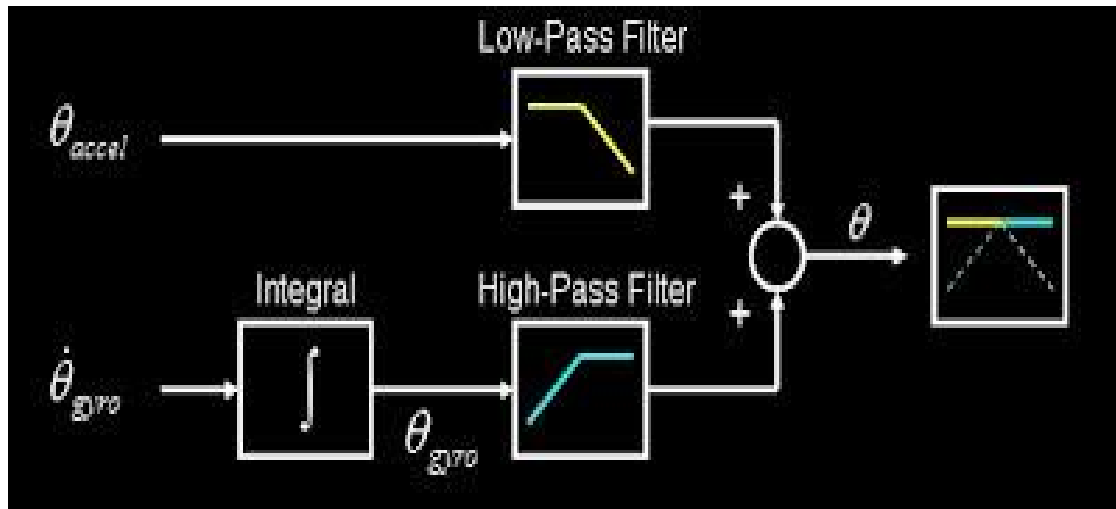 Low-Pass Filter
θaccel
+
θ
Integral
High-Pass Filter
+
∫
θ̇gyro
θgyro